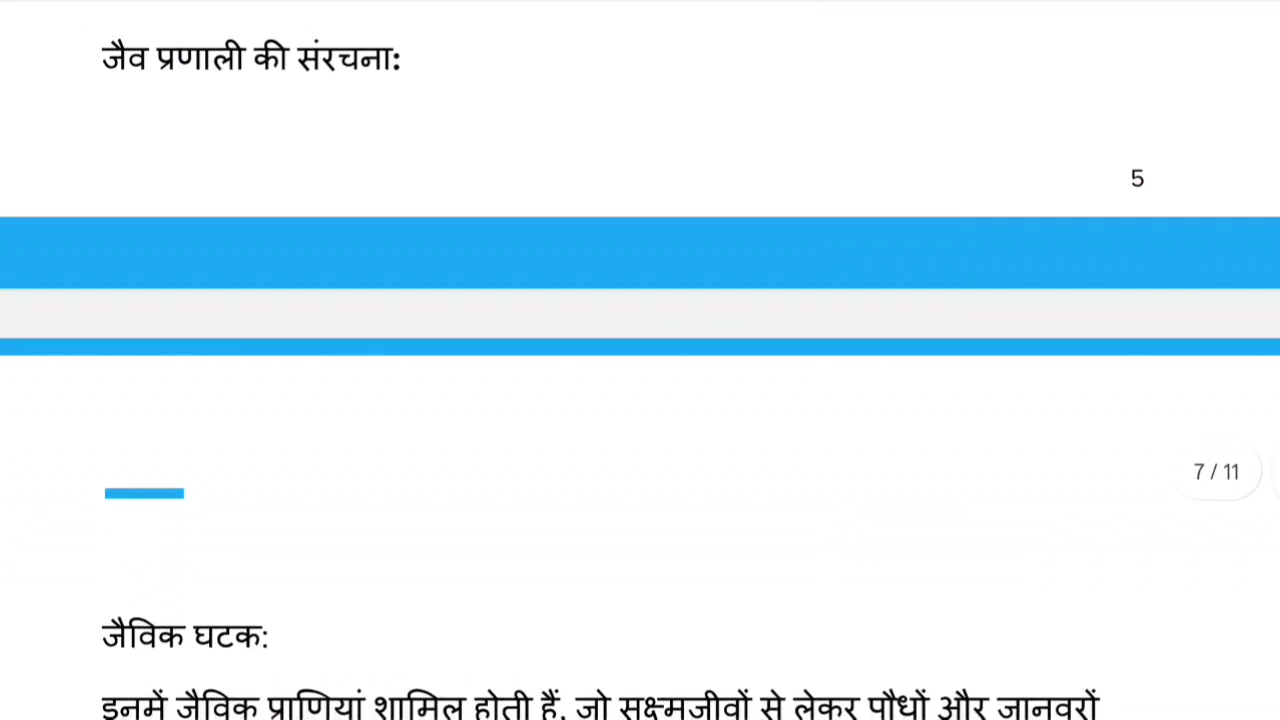 जैव प्रणाली की संरचना:
5
7 / 11
जैविक घटक:
इनमें जैविक प्राणियां शामिल होती हैं, जो सूक्ष्मजीवों से लेकर पौधों और जानवरों